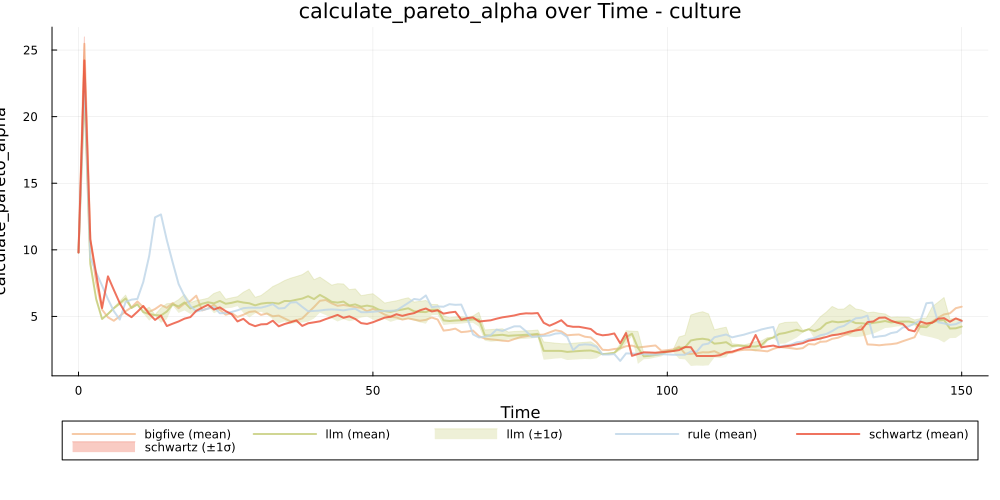 calculate_pareto_alpha over Time - culture
calculate_pareto_alpha
25
20
15
10
5
0 50 100 150
Time
bigfive (mean) llm (mean) llm (±1σ) rule (mean) schwartz (mean)
schwartz (±1σ)